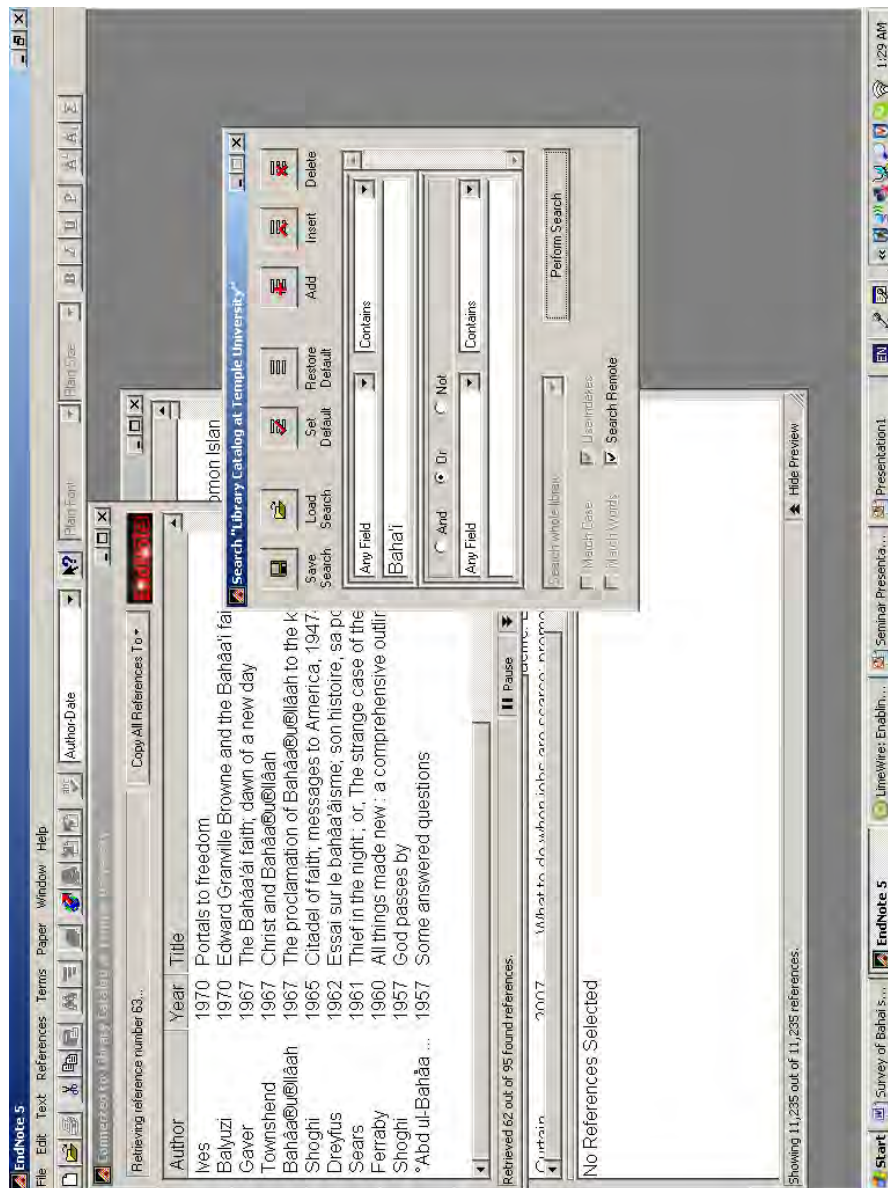 EndNote 5
File Edit Text References Terms Paper Window Help
Author-Date
Plain Font
Plain Size
B I U P A¹ A₁ Σ
Connected to "Library Catalog at Temple University"
Retrieving reference number 63...
Copy All References To
EndNote
Author Year Title
Ives 1970 Portals to freedom
Balyuzi 1970 Edward Granville Browne and the Bahâa'i fai
Gaver 1967 The Bahâa'âi faith; dawn of a new day
Townshend 1967 Christ and Bahâa®u®llâah
Bahâa®u®llâah 1967 The proclamation of Bahâa®u®llâah to the k
Shoghi 1965 Citadel of faith; messages to America, 1947-
Dreyfus 1962 Essai sur le bahâa'âisme; son histoire, sa po
Sears 1961 Thief in the night; or, The strange case of the
Ferraby 1960 All things made new : a comprehensive outlin
Shoghi 1957 God passes by
°Abd ul-Bahâa ... 1957 Some answered questions
Retrieved 62 out of 95 found references.
Pause
omon Islan
Curtain 2007 What to do when jobs are scarce: promo
No References Selected
Showing 11,235 out of 11,235 references.
Hide Preview
Search "Library Catalog at Temple University"
Save Search
Load Search
Set Default
Restore Default
Add
Insert
Delete
Any Field Contains
Baha'i
And Or Not
Any Field Contains
Search whole library
Perform Search
Match Case
Use Indexes
Match Words
Search Remote
Start
Survey of Bahai s...
EndNote 5
LimeWire: Enablin...
Seminar Presenta...
Presentation1
EN
1:29 AM